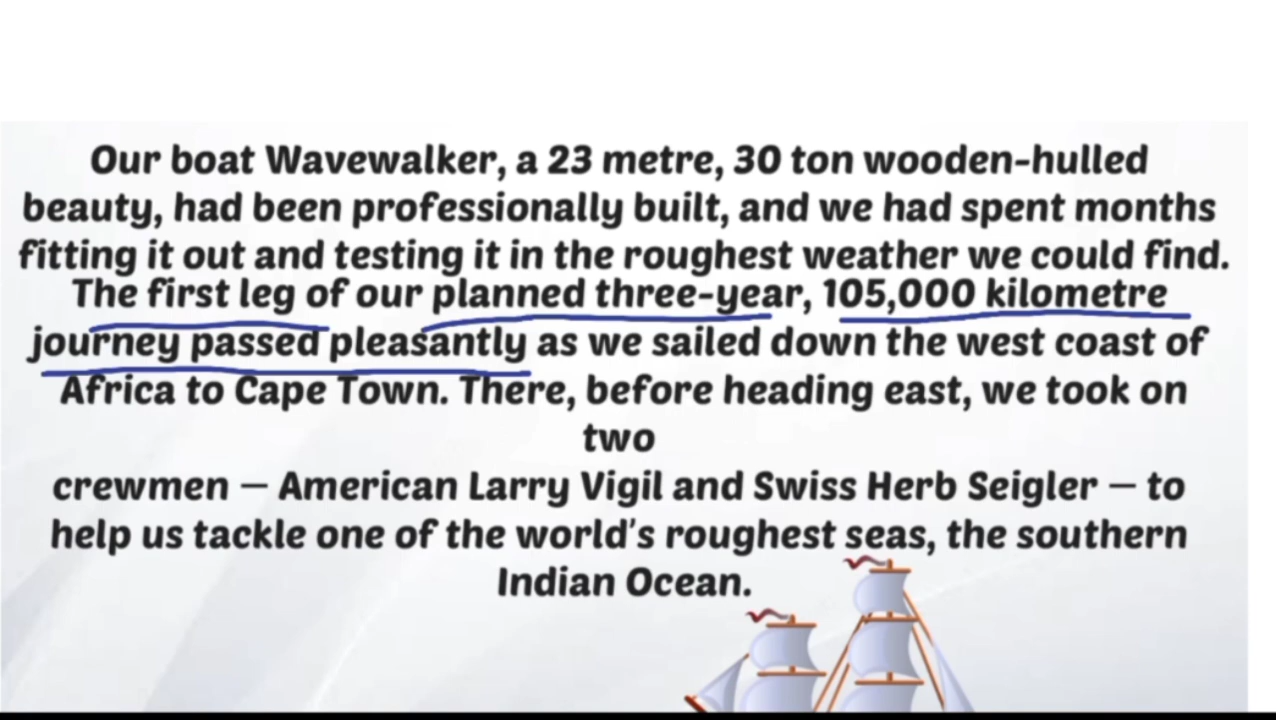 Our boat Wavewalker, a 23 metre, 30 ton wooden-hulled
beauty, had been professionally built, and we had spent months
fitting it out and testing it in the roughest weather we could find.
The first leg of our planned three-year, 105,000 kilometre
journey passed pleasantly as we sailed down the west coast of
Africa to Cape Town. There, before heading east, we took on
two
crewmen — American Larry Vigil and Swiss Herb Seigler — to
help us tackle one of the world's roughest seas, the southern
Indian Ocean.